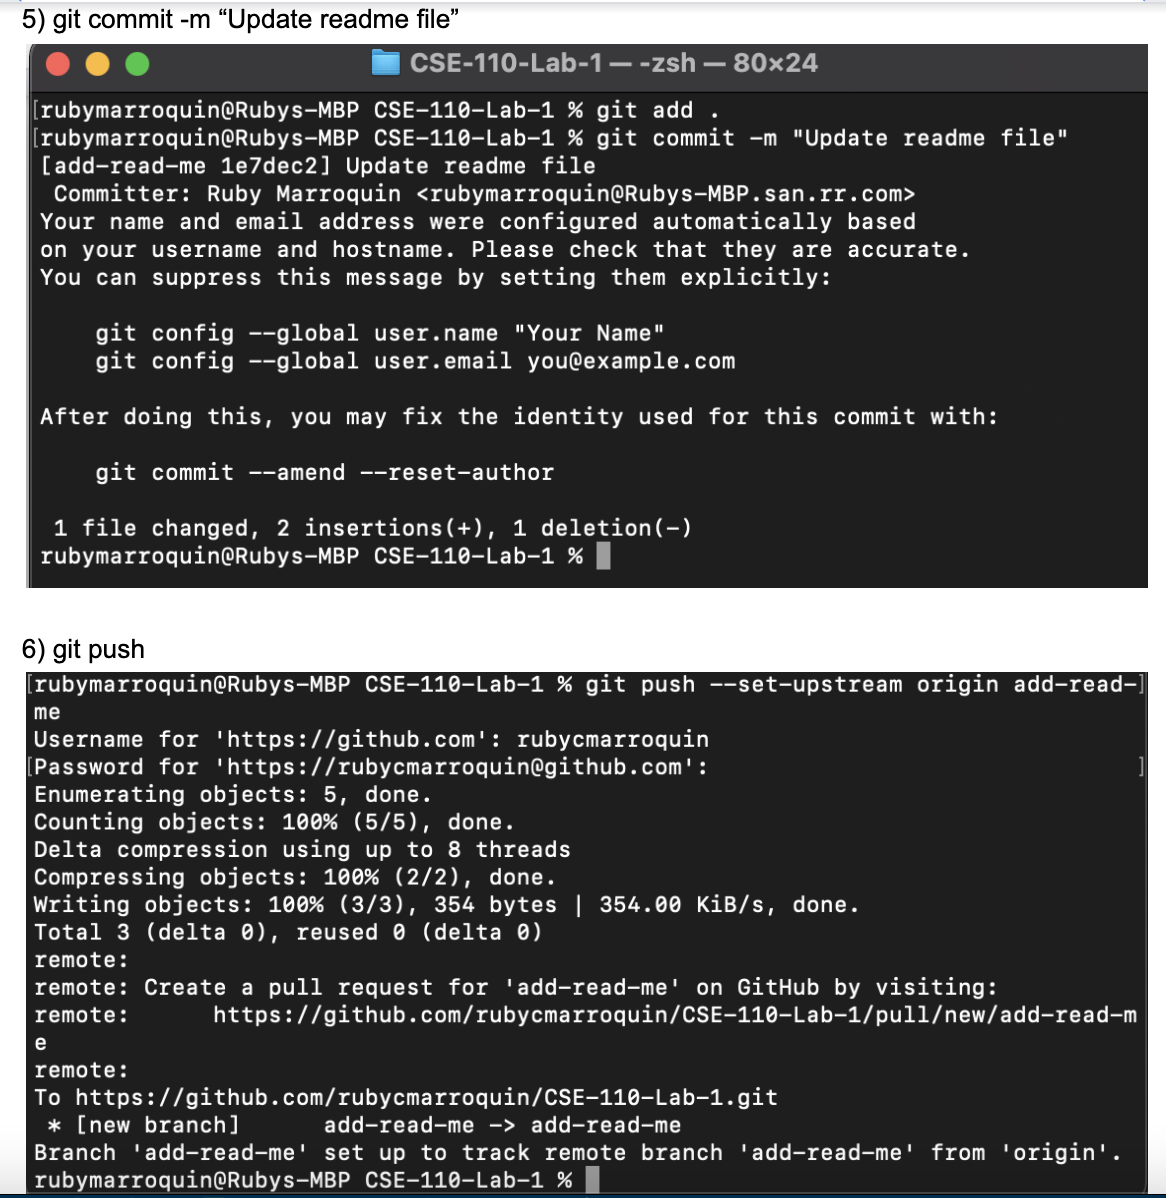 5) git commit -m “Update readme file”
CSE-110-Lab-1 — -zsh — 80×24
[rubymarroquin@Rubys-MBP CSE-110-Lab-1 % git add .
[rubymarroquin@Rubys-MBP CSE-110-Lab-1 % git commit -m "Update readme file"
[add-read-me 1e7dec2] Update readme file
 Committer: Ruby Marroquin <rubymarroquin@Rubys-MBP.san.rr.com>
Your name and email address were configured automatically based
on your username and hostname. Please check that they are accurate.
You can suppress this message by setting them explicitly:
    git config --global user.name "Your Name"
    git config --global user.email you@example.com
After doing this, you may fix the identity used for this commit with:
    git commit --amend --reset-author
 1 file changed, 2 insertions(+), 1 deletion(-)
rubymarroquin@Rubys-MBP CSE-110-Lab-1 %
6) git push
[rubymarroquin@Rubys-MBP CSE-110-Lab-1 % git push --set-upstream origin add-read-]
me
Username for 'https://github.com': rubycmarroquin
[Password for 'https://rubycmarroquin@github.com': ]
Enumerating objects: 5, done.
Counting objects: 100% (5/5), done.
Delta compression using up to 8 threads
Compressing objects: 100% (2/2), done.
Writing objects: 100% (3/3), 354 bytes | 354.00 KiB/s, done.
Total 3 (delta 0), reused 0 (delta 0)
remote:
remote: Create a pull request for 'add-read-me' on GitHub by visiting:
remote:      https://github.com/rubycmarroquin/CSE-110-Lab-1/pull/new/add-read-m
e
remote:
To https://github.com/rubycmarroquin/CSE-110-Lab-1.git
 * [new branch]      add-read-me -> add-read-me
Branch 'add-read-me' set up to track remote branch 'add-read-me' from 'origin'.
rubymarroquin@Rubys-MBP CSE-110-Lab-1 %